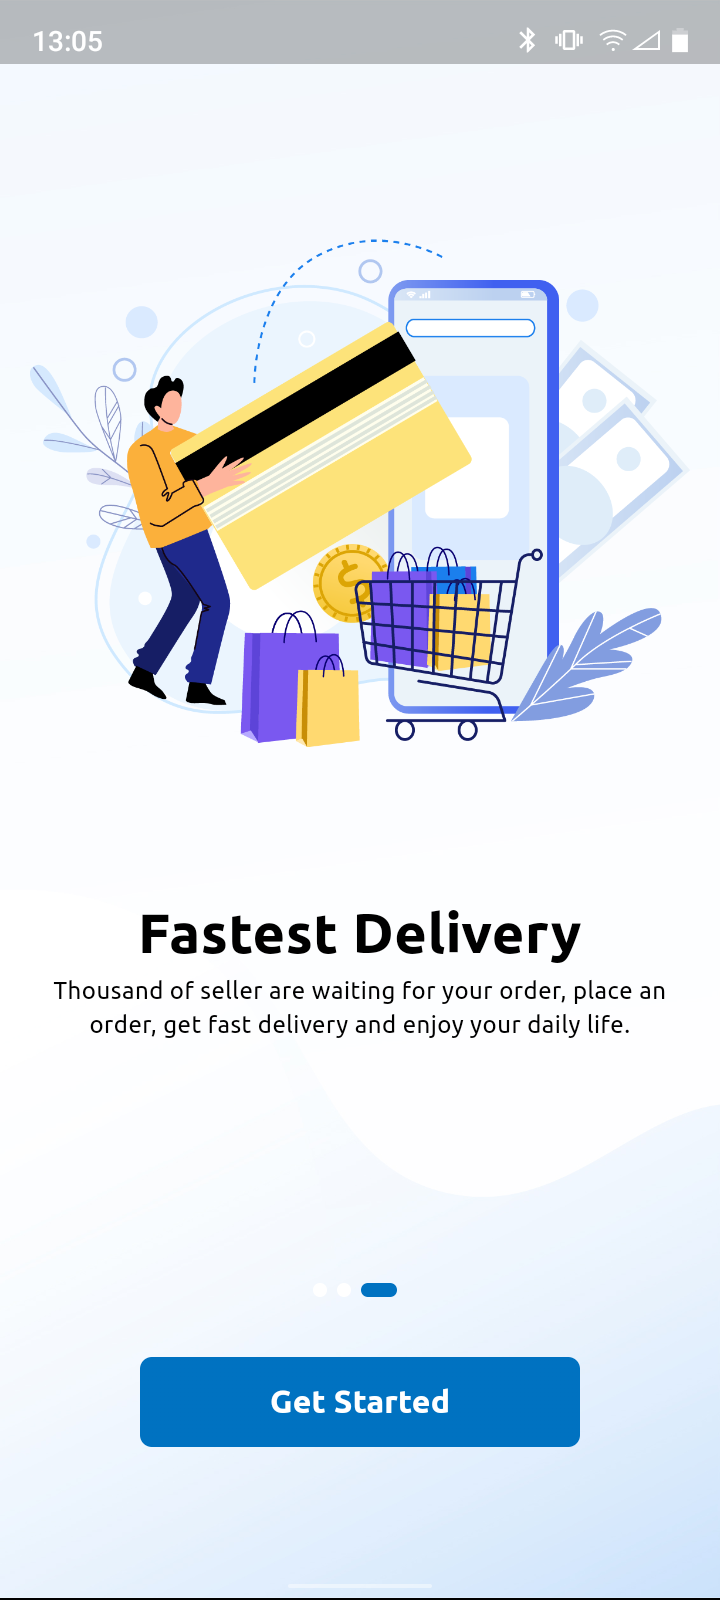 13:05
Fastest Delivery
Thousand of seller are waiting for your order, place an
order, get fast delivery and enjoy your daily life.
Get Started